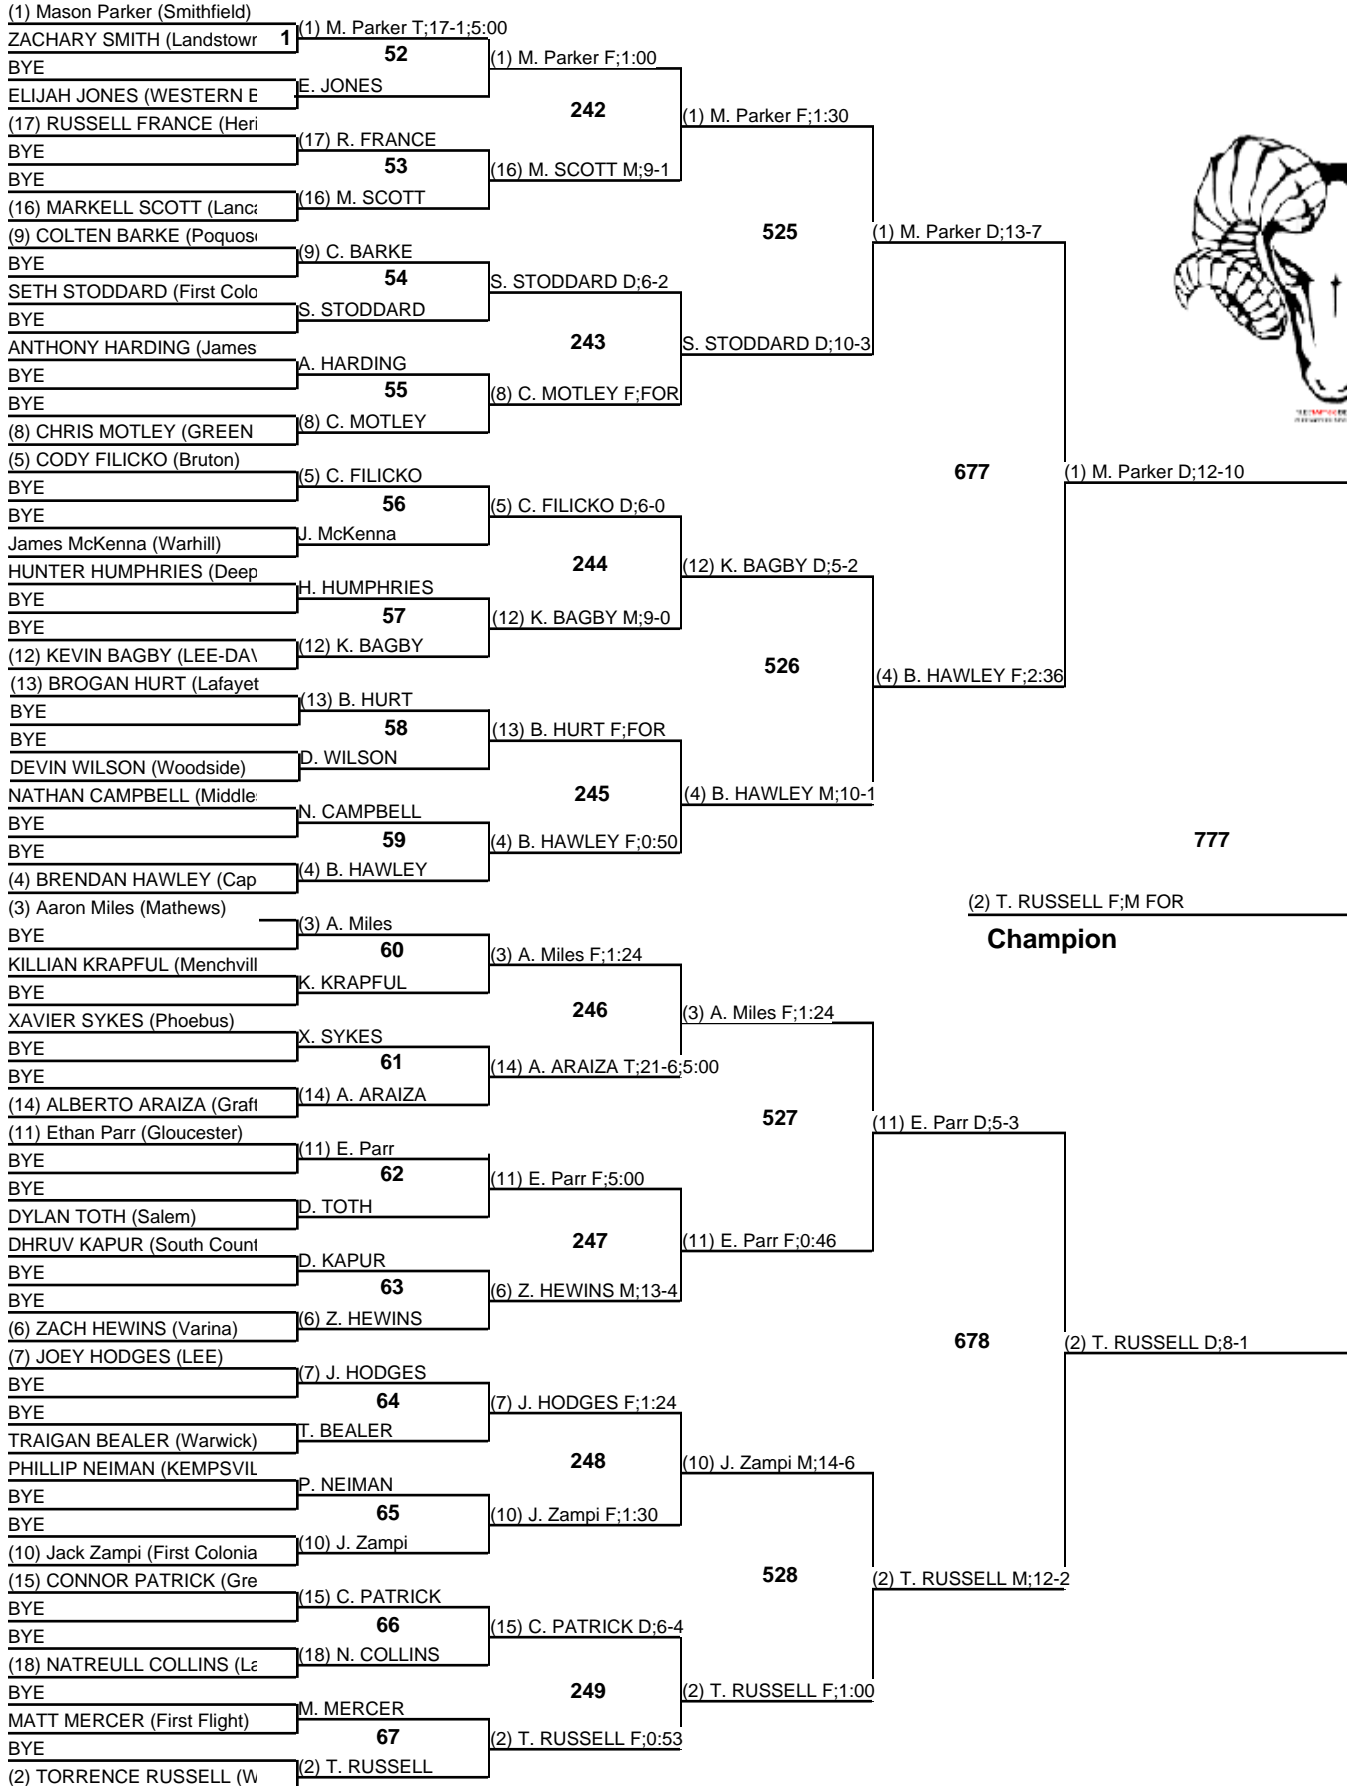 (1) Mason Parker (Smithfield)
ZACHARY SMITH (Landstowr
1
BYE
ELIJAH JONES (WESTERN E
(17) RUSSELL FRANCE (Heri
BYE
BYE
(16) MARKELL SCOTT (Lanca
(9) COLTEN BARKE (Poquoso
BYE
SETH STODDARD (First Colo
BYE
ANTHONY HARDING (James
BYE
BYE
(8) CHRIS MOTLEY (GREEN
(5) CODY FILICKO (Bruton)
BYE
BYE
James McKenna (Warhill)
HUNTER HUMPHRIES (Deep
BYE
BYE
(12) KEVIN BAGBY (LEE-DA\
(13) BROGAN HURT (Lafayet
BYE
BYE
DEVIN WILSON (Woodside)
NATHAN CAMPBELL (Middle
BYE
BYE
(4) BRENDAN HAWLEY (Cap
(3) Aaron Miles (Mathews)
BYE
KILLIAN KRAPFUL (Menchvill
BYE
XAVIER SYKES (Phoebus)
BYE
BYE
(14) ALBERTO ARAIZA (Graft
(11) Ethan Parr (Gloucester)
BYE
BYE
DYLAN TOTH (Salem)
DHRUV KAPUR (South Count
BYE
BYE
(6) ZACH HEWINS (Varina)
(7) JOEY HODGES (LEE)
BYE
BYE
TRAIGAN BEALER (Warwick)
PHILLIP NEIMAN (KEMPSVIL
BYE
BYE
(10) Jack Zampi (First Colonia
(15) CONNOR PATRICK (Gre
BYE
BYE
(18) NATREULL COLLINS (La
BYE
MATT MERCER (First Flight)
BYE
(2) TORRENCE RUSSELL (W
(1) M. Parker T;17-1;5:00
52
E. JONES
(17) R. FRANCE
53
(16) M. SCOTT
(9) C. BARKE
54
S. STODDARD
A. HARDING
55
(8) C. MOTLEY
(5) C. FILICKO
56
J. McKenna
H. HUMPHRIES
57
(12) K. BAGBY
(13) B. HURT
58
D. WILSON
N. CAMPBELL
59
(4) B. HAWLEY
(3) A. Miles
60
K. KRAPFUL
X. SYKES
61
(14) A. ARAIZA
(11) E. Parr
62
D. TOTH
D. KAPUR
63
(6) Z. HEWINS
(7) J. HODGES
64
T. BEALER
P. NEIMAN
65
(10) J. Zampi
(15) C. PATRICK
66
(18) N. COLLINS
M. MERCER
67
(2) T. RUSSELL
(1) M. Parker F;1:00
242
(16) M. SCOTT M;9-1
S. STODDARD D;6-2
243
(8) C. MOTLEY F;FOR
(5) C. FILICKO D;6-0
244
(12) K. BAGBY M;9-0
(13) B. HURT F;FOR
245
(4) B. HAWLEY F;0:50
(3) A. Miles F;1:24
246
(14) A. ARAIZA T;21-6;5:00
(11) E. Parr F;5:00
247
(6) Z. HEWINS M;13-4
(7) J. HODGES F;1:24
248
(10) J. Zampi F;1:30
(15) C. PATRICK D;6-4
249
(2) T. RUSSELL F;0:53
(1) M. Parker F;1:30
525
S. STODDARD D;10-3
(12) K. BAGBY D;5-2
526
(4) B. HAWLEY M;10-1
(3) A. Miles F;1:24
527
(11) E. Parr F;0:46
(10) J. Zampi M;14-6
528
(2) T. RUSSELL F;1:00
(1) M. Parker D;13-7
677
(4) B. HAWLEY F;2:36
(11) E. Parr D;5-3
678
(2) T. RUSSELL M;12-2
(1) M. Parker D;12-10
777
(2) T. RUSSELL D;8-1
(2) T. RUSSELL F;M FOR
Champion